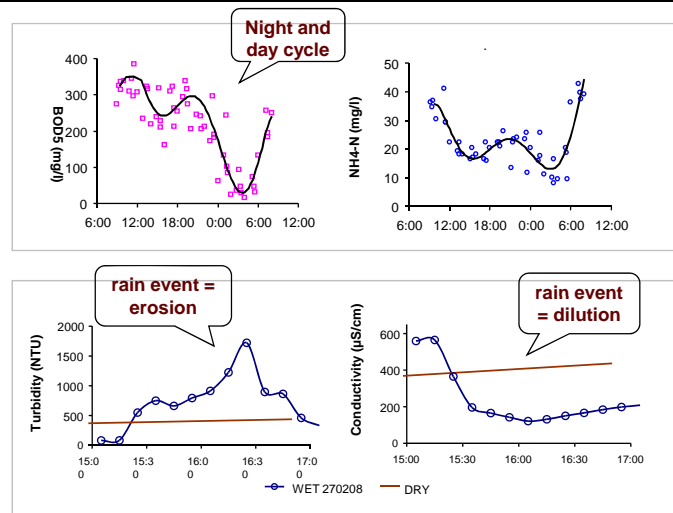 Night and
day cycle
400
300
200
100
0
BOD5 (mg/l)
6:00 12:00 18:00 0:00 6:00 12:00
50
40
30
20
10
0
NH4-N (mg/l)
6:00 12:00 18:00 0:00 6:00 12:00
rain event =
erosion
2000
1500
1000
500
0
Turbidity (NTU)
15:0 15:3 16:0 16:3 17:0
0 0 0 0 0
rain event
= dilution
600
400
200
0
Conductivity (µS/cm)
15:00 15:30 16:00 16:30 17:00
WET 270208 DRY